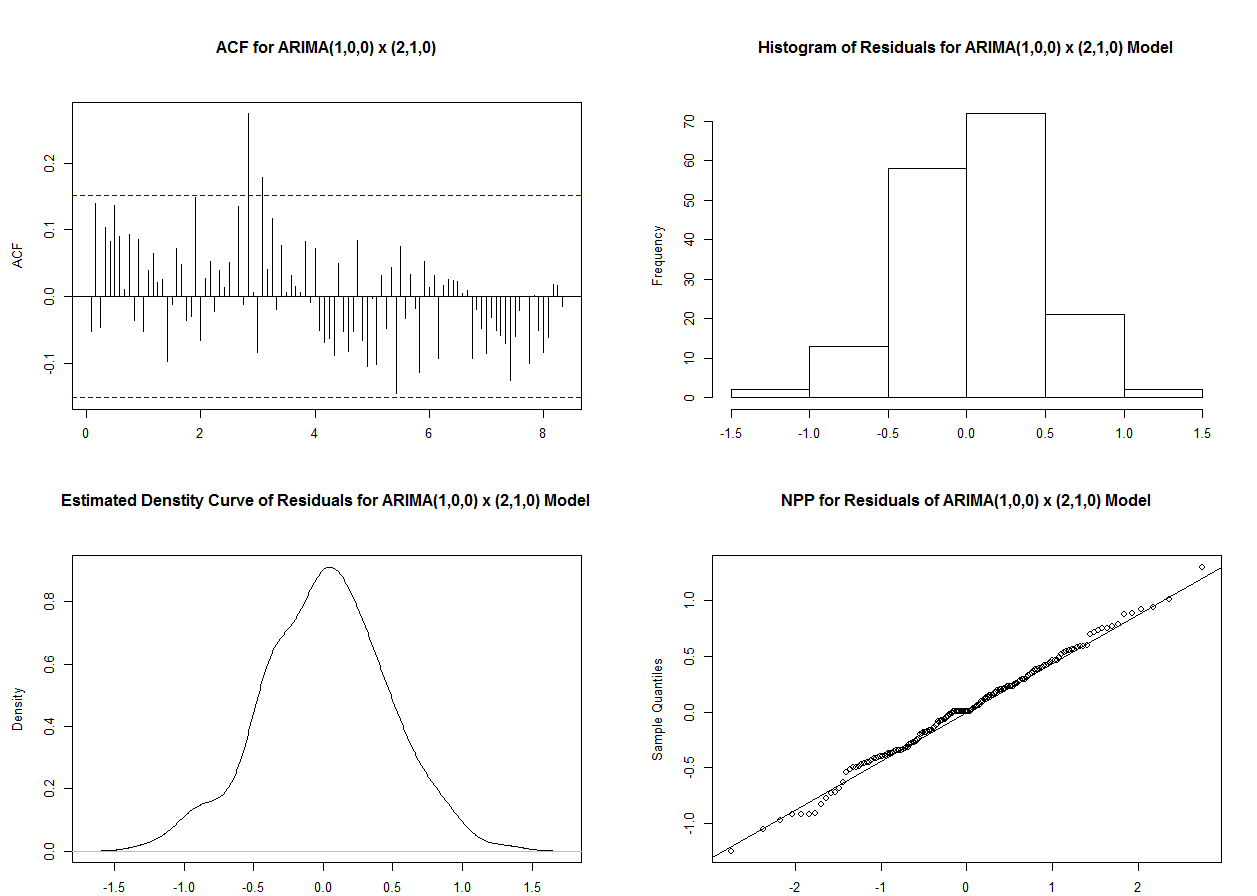 ACF for ARIMA(1,0,0) x (2,1,0)
ACF
0.2
0.1
0.0
-0.1
0 2 4 6 8
Histogram of Residuals for ARIMA(1,0,0) x (2,1,0) Model
Frequency
70
60
50
40
30
20
10
0
-1.5 -1.0 -0.5 0.0 0.5 1.0 1.5
Estimated Denstity Curve of Residuals for ARIMA(1,0,0) x (2,1,0) Model
Density
0.8
0.6
0.4
0.2
0.0
-1.5 -1.0 -0.5 0.0 0.5 1.0 1.5
NPP for Residuals of ARIMA(1,0,0) x (2,1,0) Model
Sample Quantiles
1.0
0.5
0.0
-0.5
-1.0
-2 -1 0 1 2